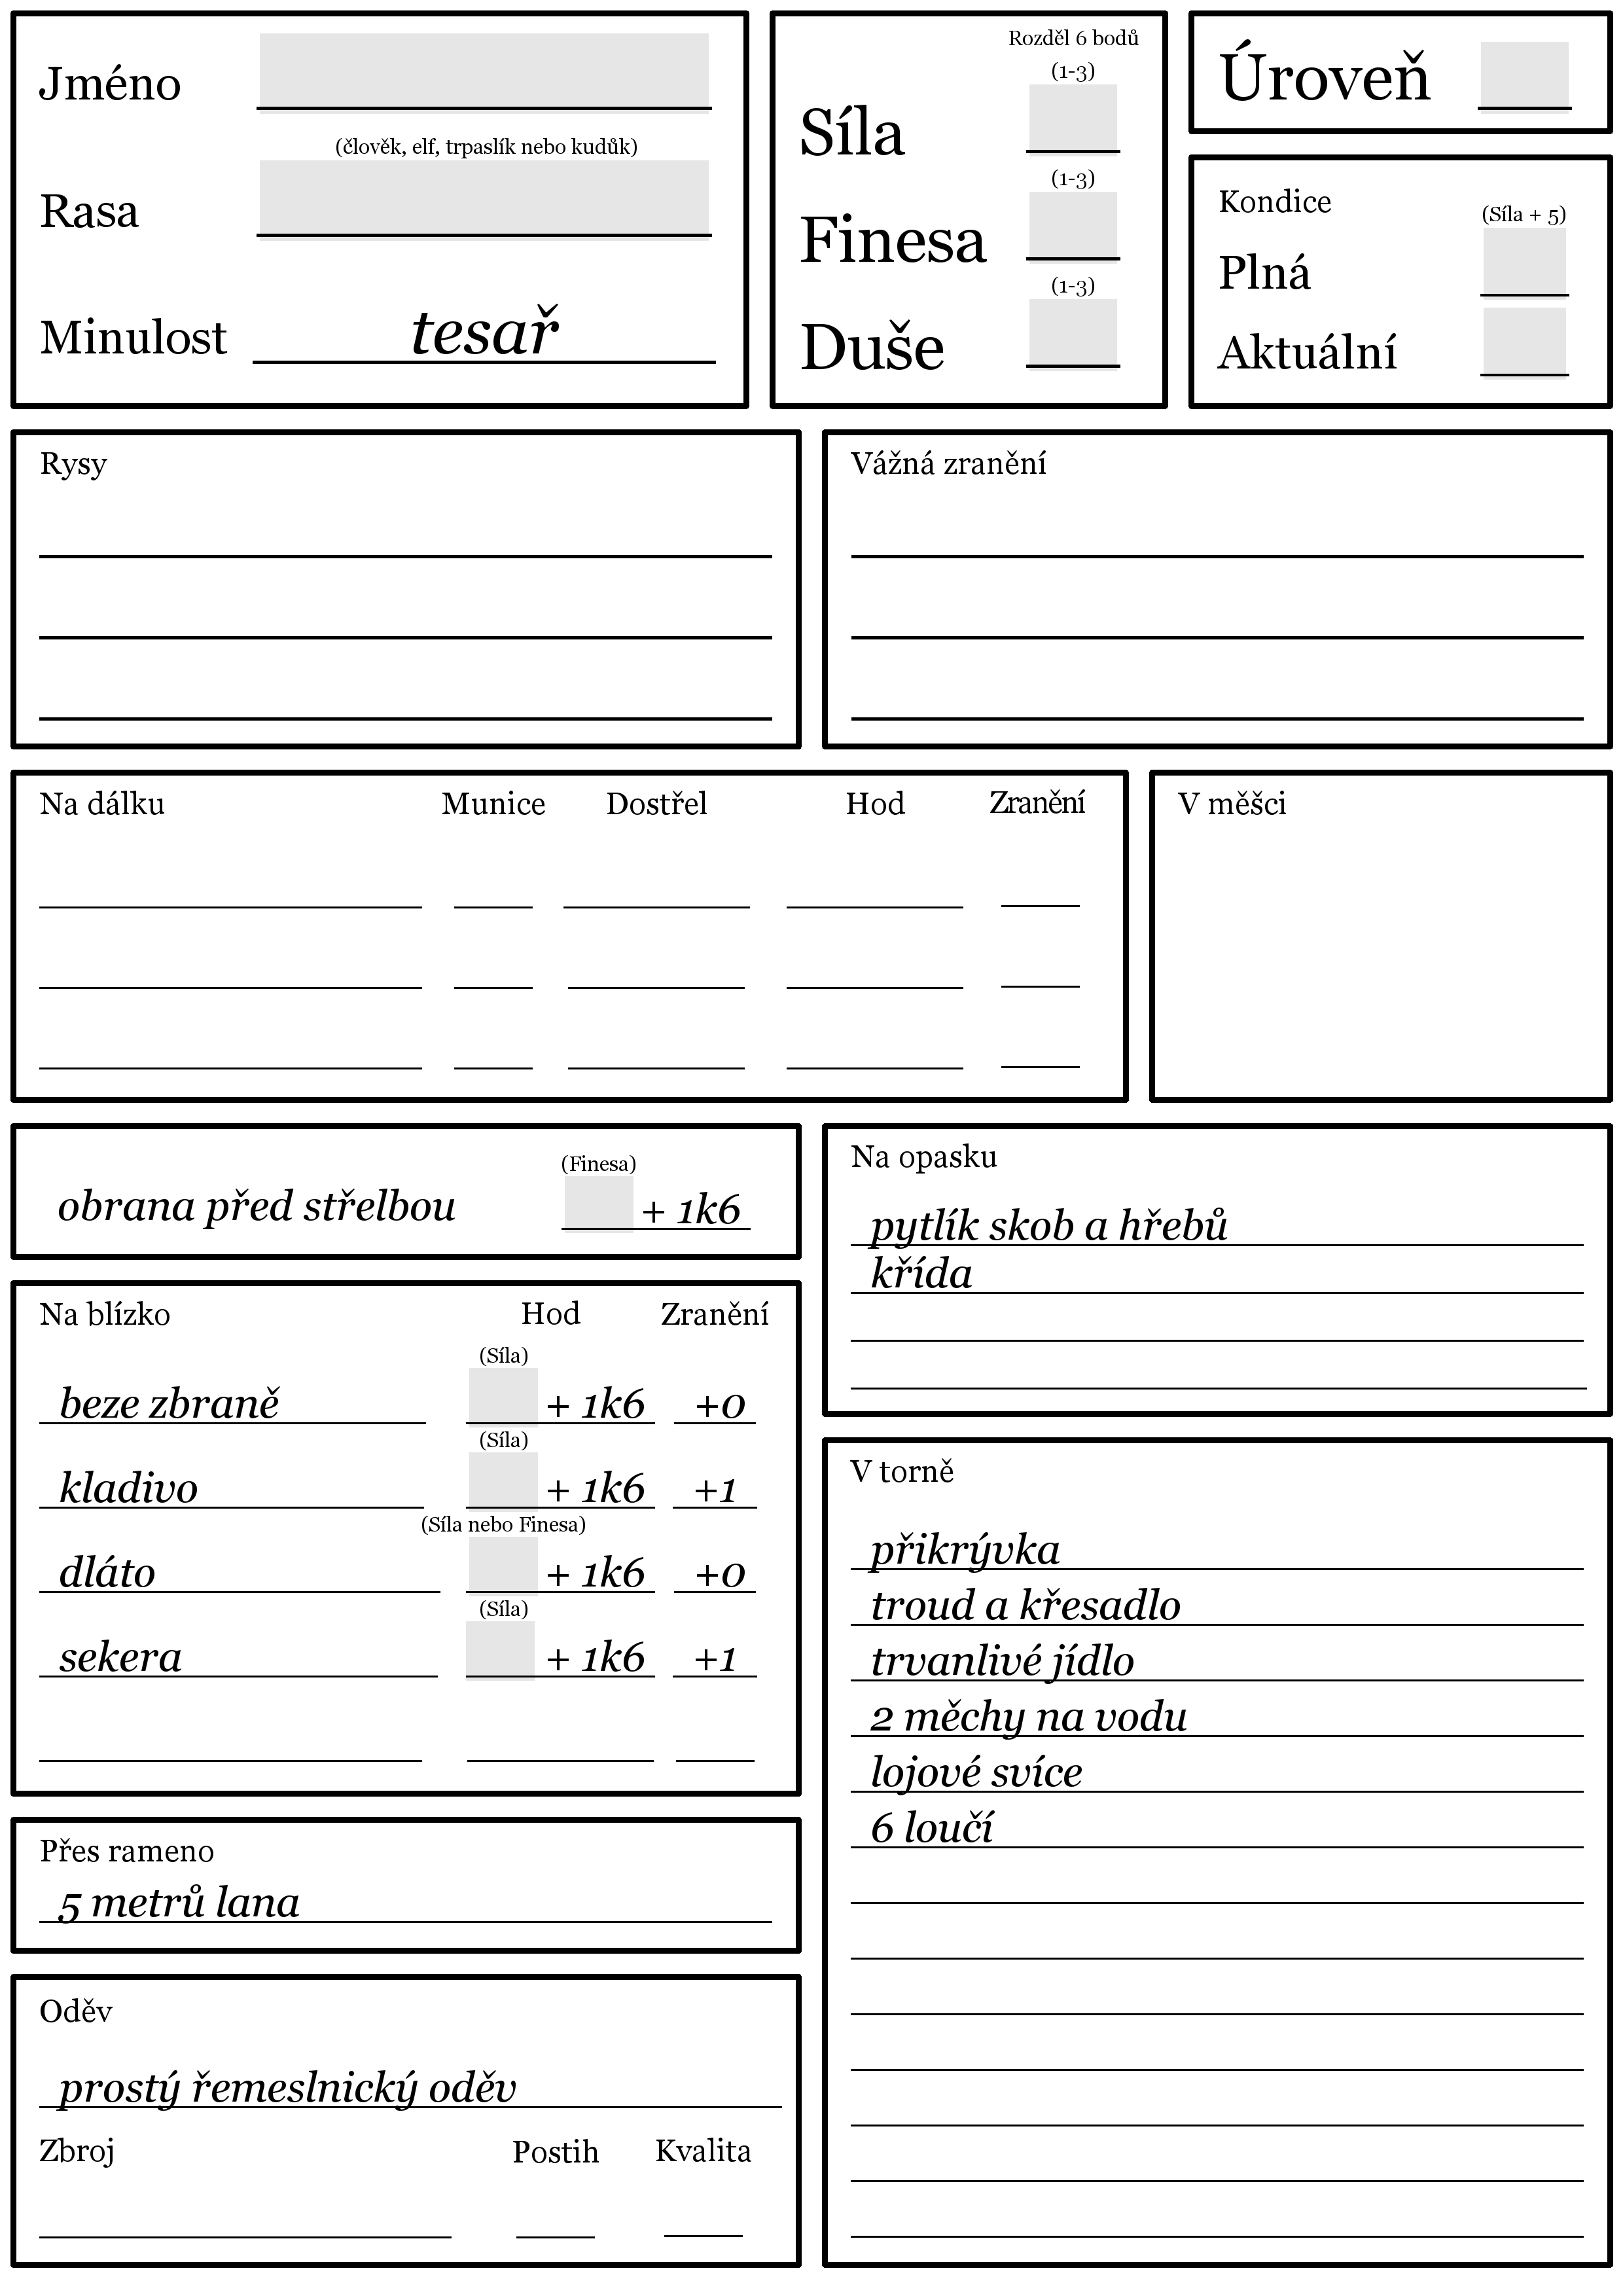 Jméno
(člověk, elf, trpaslík nebo kudůk)
Rasa
Minulost tesař
Rozděl 6 bodů
(1-3)
Síla
(1-3)
Finesa
(1-3)
Duše
Úroveň
Kondice
(Síla + 5)
Plná
Aktuální
Rysy
Vážná zranění
Na dálku Munice Dostřel Hod Zranění
V měšci
(Finesa)
obrana před střelbou + 1k6
Na blízko Hod Zranění
(Síla)
beze zbraně + 1k6 +0
(Síla)
kladivo + 1k6 +1
(Síla nebo Finesa)
dláto + 1k6 +0
(Síla)
sekera + 1k6 +1
Přes rameno
5 metrů lana
Oděv
prostý řemeslnický oděv
Zbroj Postih Kvalita
Na opasku
pytlík skob a hřebů
křída
V torně
přikrývka
troud a křesadlo
trvanlivé jídlo
2 měchy na vodu
lojové svíce
6 loučí